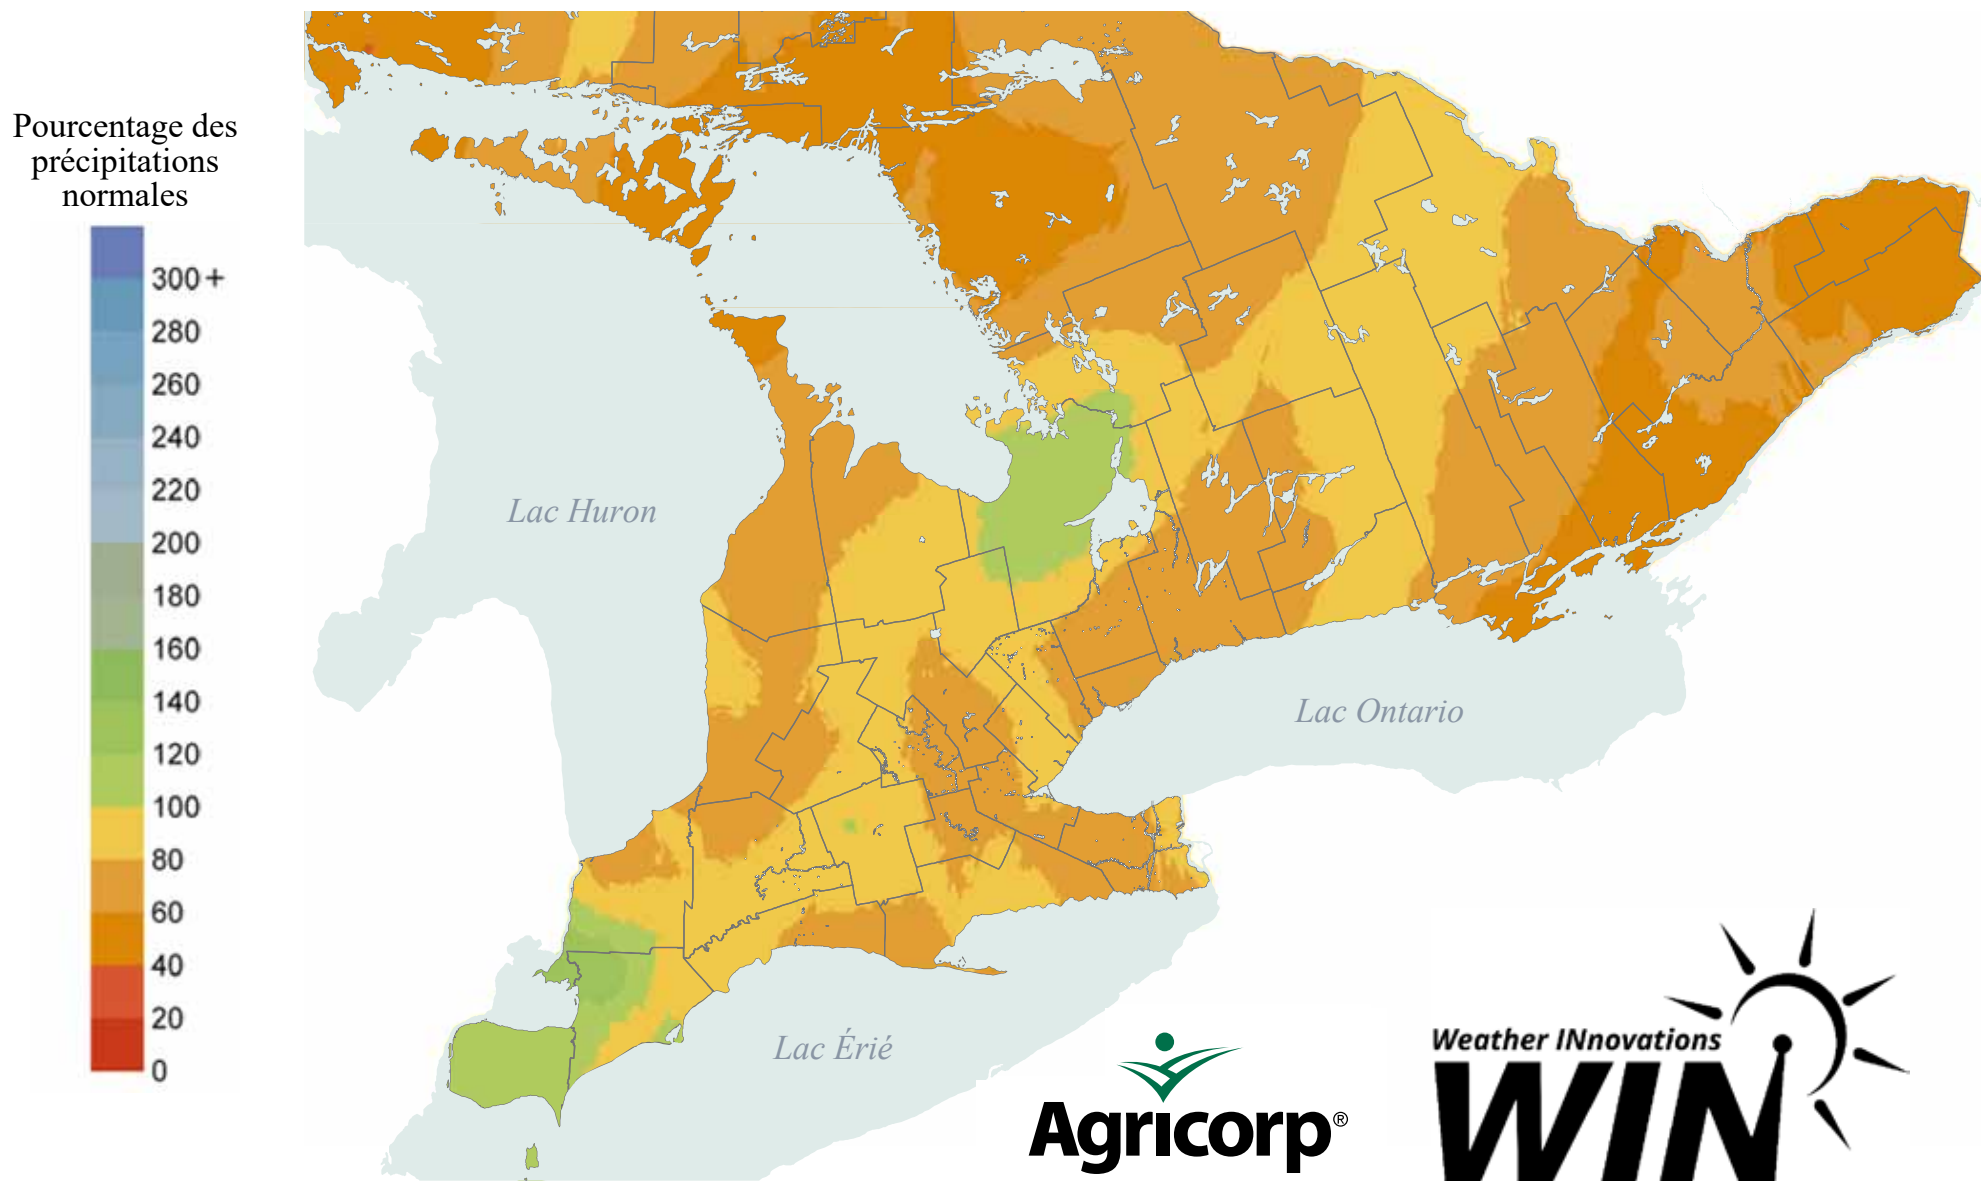 Pourcentage des
précipitations
normales
300+
280
260
240
220
200
180
160
140
120
100
80
60
40
20
0
Lac Huron
Lac Ontario
Lac Érié
Agricorp®
Weather INnovations
WIN